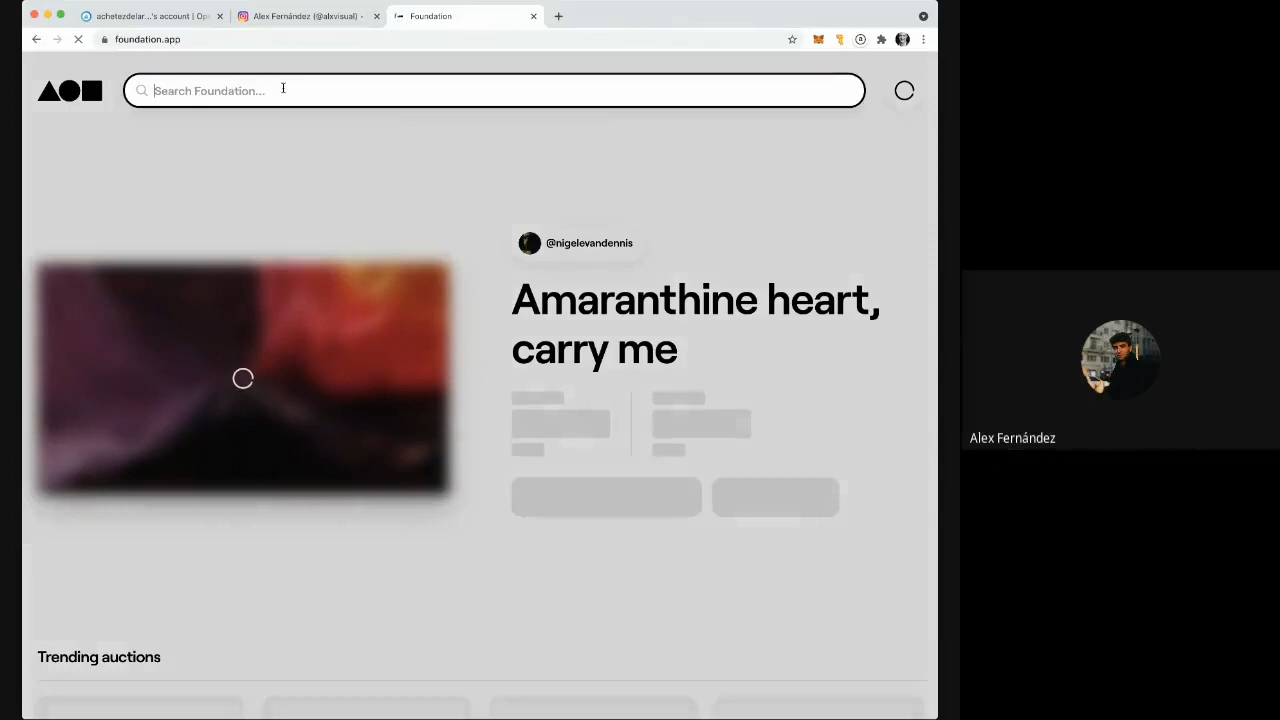 achetezdelar...'s account | Ope
Alex Fernández (@alxvisual) •
Foundation
foundation.app
Search Foundation...
@nigelevandennis
Amaranthine heart,
carry me
Alex Fernández
Trending auctions